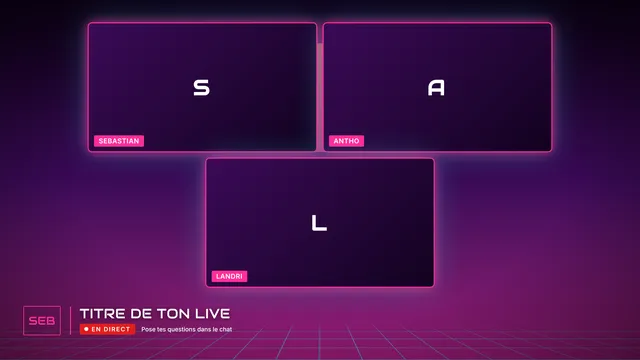 S
A
SEBASTIAN
ANTHO
L
LANDRI
SEB
TITRE DE TON LIVE
EN DIRECT
Pose tes questions dans le chat